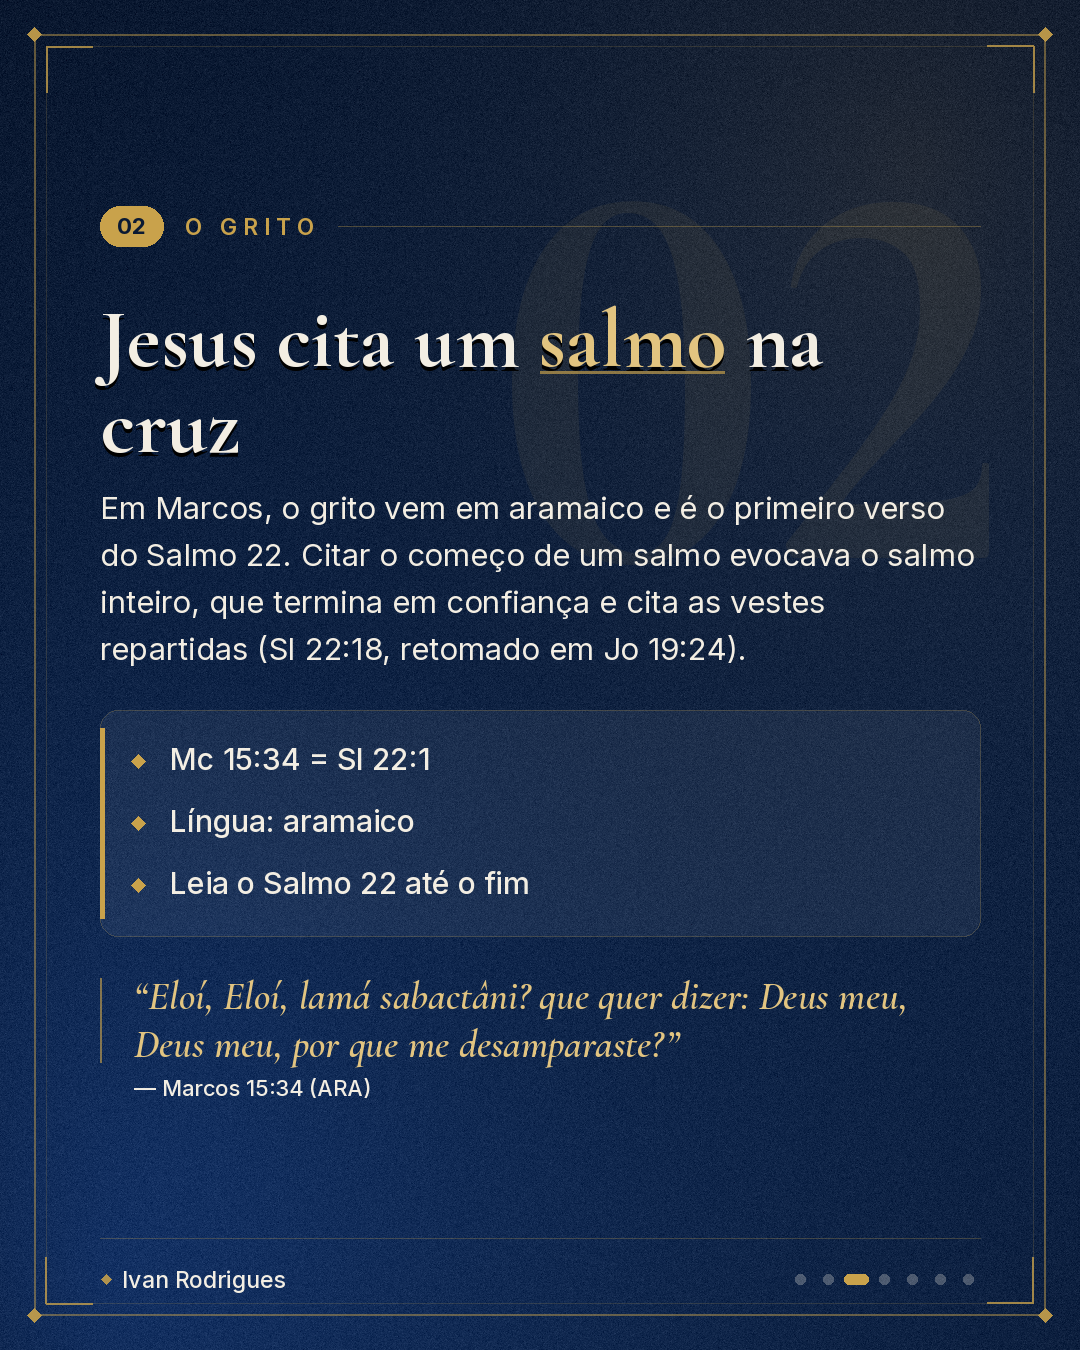 02 O GRITO
02
Jesus cita um salmo na
cruz
Em Marcos, o grito vem em aramaico e é o primeiro verso
do Salmo 22. Citar o começo de um salmo evocava o salmo
inteiro, que termina em confiança e cita as vestes
repartidas (Sl 22:18, retomado em Jo 19:24).
Mc 15:34 = Sl 22:1
Língua: aramaico
Leia o Salmo 22 até o fim
“Eloí, Eloí, lamá sabactâni? que quer dizer: Deus meu,
Deus meu, por que me desamparaste?”
— Marcos 15:34 (ARA)
Ivan Rodrigues